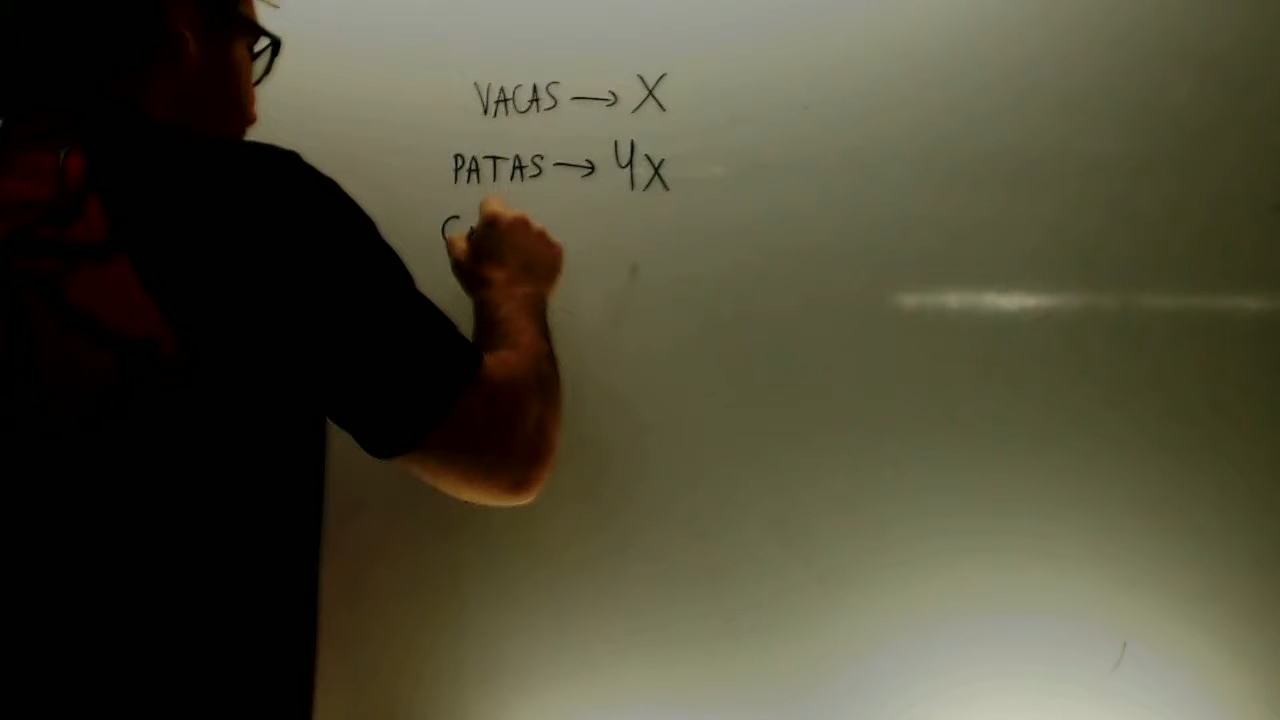 VACAS → X
PATAS → 4X
C